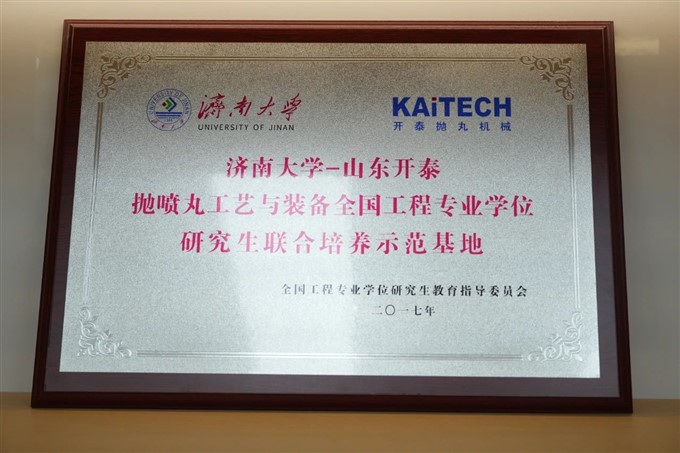 濟南大學
UNIVERSITY OF JINAN
KAiTECH
开泰抛丸机械
济南大学-山东开泰
抛喷丸工艺与装备全国工程专业学位
研究生联合培养示范基地
全国工程专业学位研究生教育指导委员会
二〇一七年